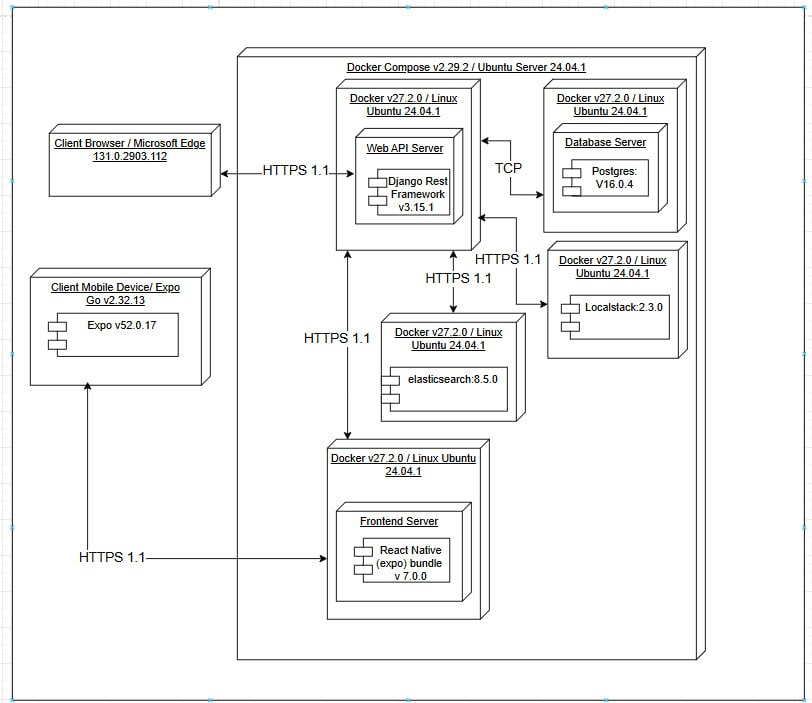 Docker Compose v2.29.2 / Ubuntu Server 24.04.1
Docker v27.2.0 / Linux
Ubuntu 24.04.1
Web API Server
Django Rest
Framework
v3.15.1
Docker v27.2.0 / Linux
Ubuntu 24.04.1
Database Server
Postgres:
V16.0.4
Client Browser / Microsoft Edge
131.0.2903.112
HTTPS 1.1
TCP
HTTPS 1.1
HTTPS 1.1
Docker v27.2.0 / Linux
Ubuntu 24.04.1
Localstack:2.3.0
Client Mobile Device/ Expo
Go v2.32.13
Expo v52.0.17
HTTPS 1.1
Docker v27.2.0 / Linux
Ubuntu 24.04.1
elasticsearch:8.5.0
Docker v27.2.0 / Linux Ubuntu
24.04.1
Frontend Server
React Native
(expo) bundle
v 7.0.0
HTTPS 1.1